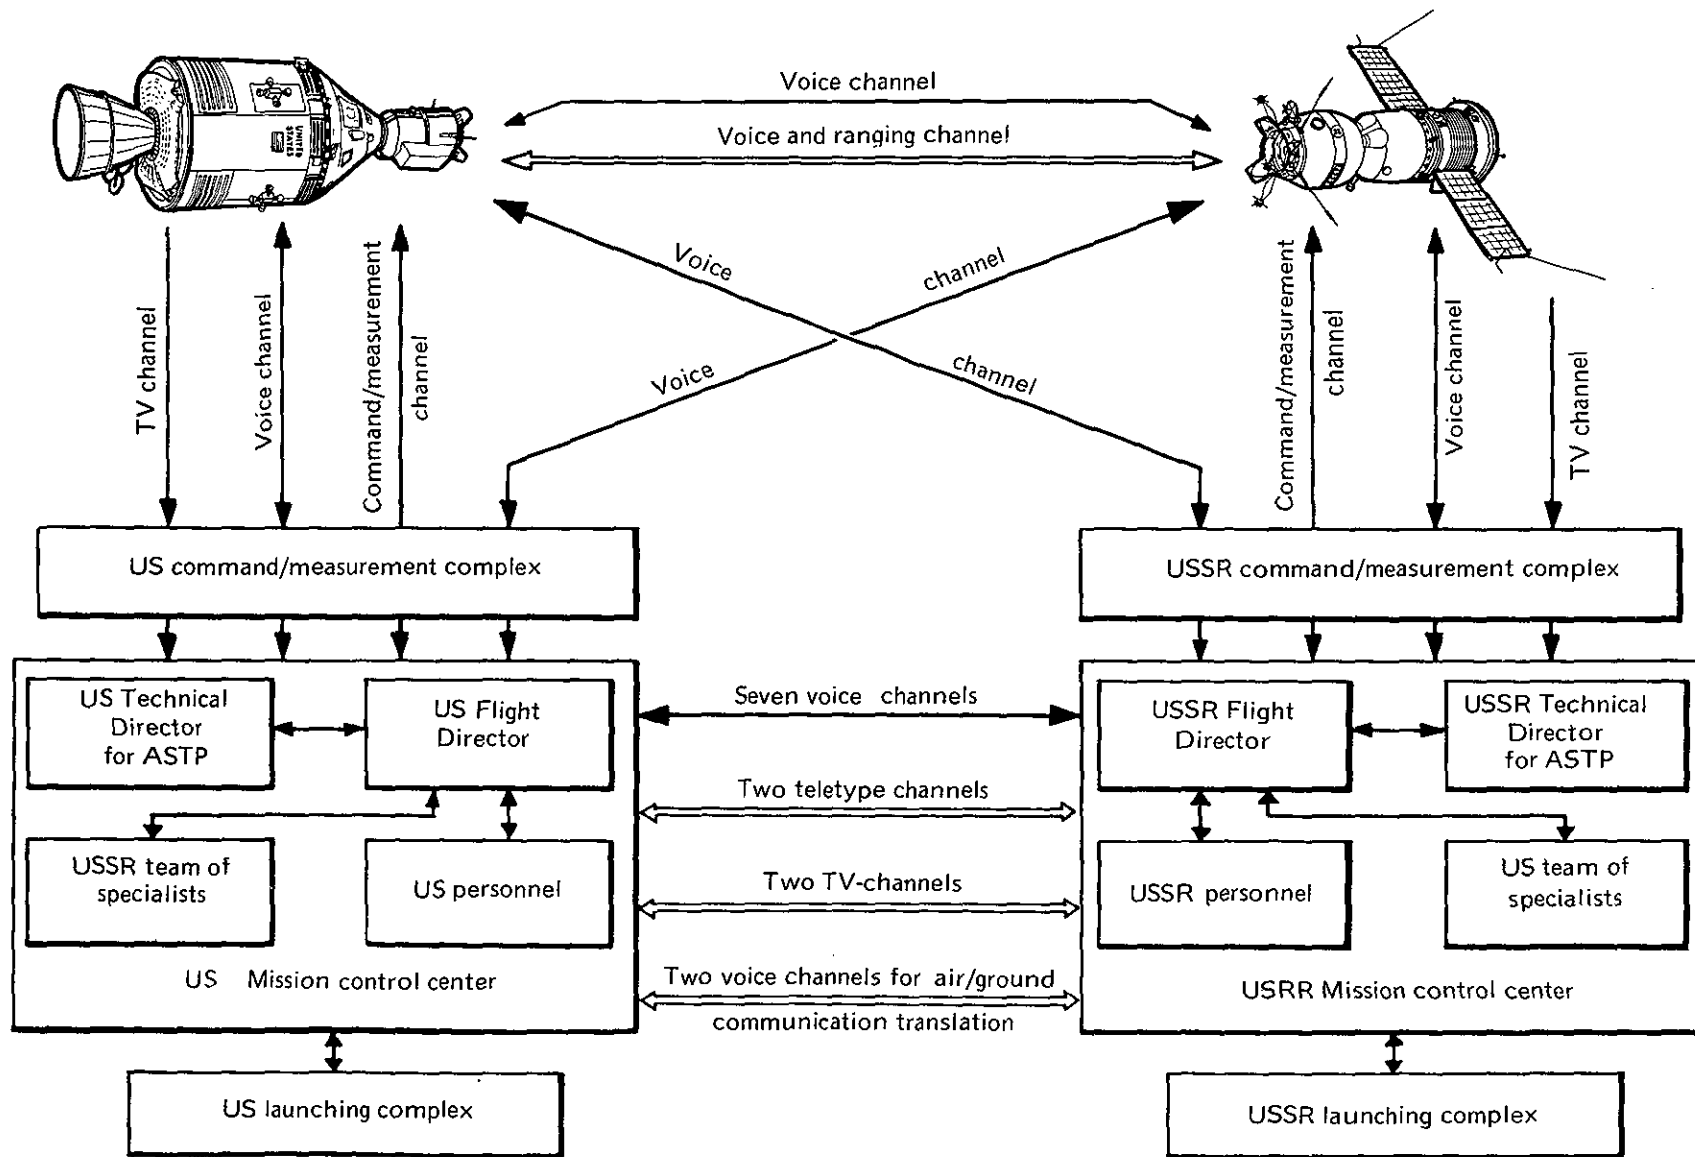 Voice channel
Voice and ranging channel
UNITED
STATES
TV channel
Voice channel
Command/measurement
channel
Voice
channel
Voice
channel
Command/measurement
channel
Voice channel
TV channel
US command/measurement complex
USSR command/measurement complex
US Technical
Director
for ASTP
US Flight
Director
Seven voice channels
USSR Flight
Director
USSR Technical
Director
for ASTP
Two teletype channels
USSR team of
specialists
US personnel
Two TV-channels
USSR personnel
US team of
specialists
US Mission control center
Two voice channels for air/ground
communication translation
USRR Mission control center
US launching complex
USSR launching complex